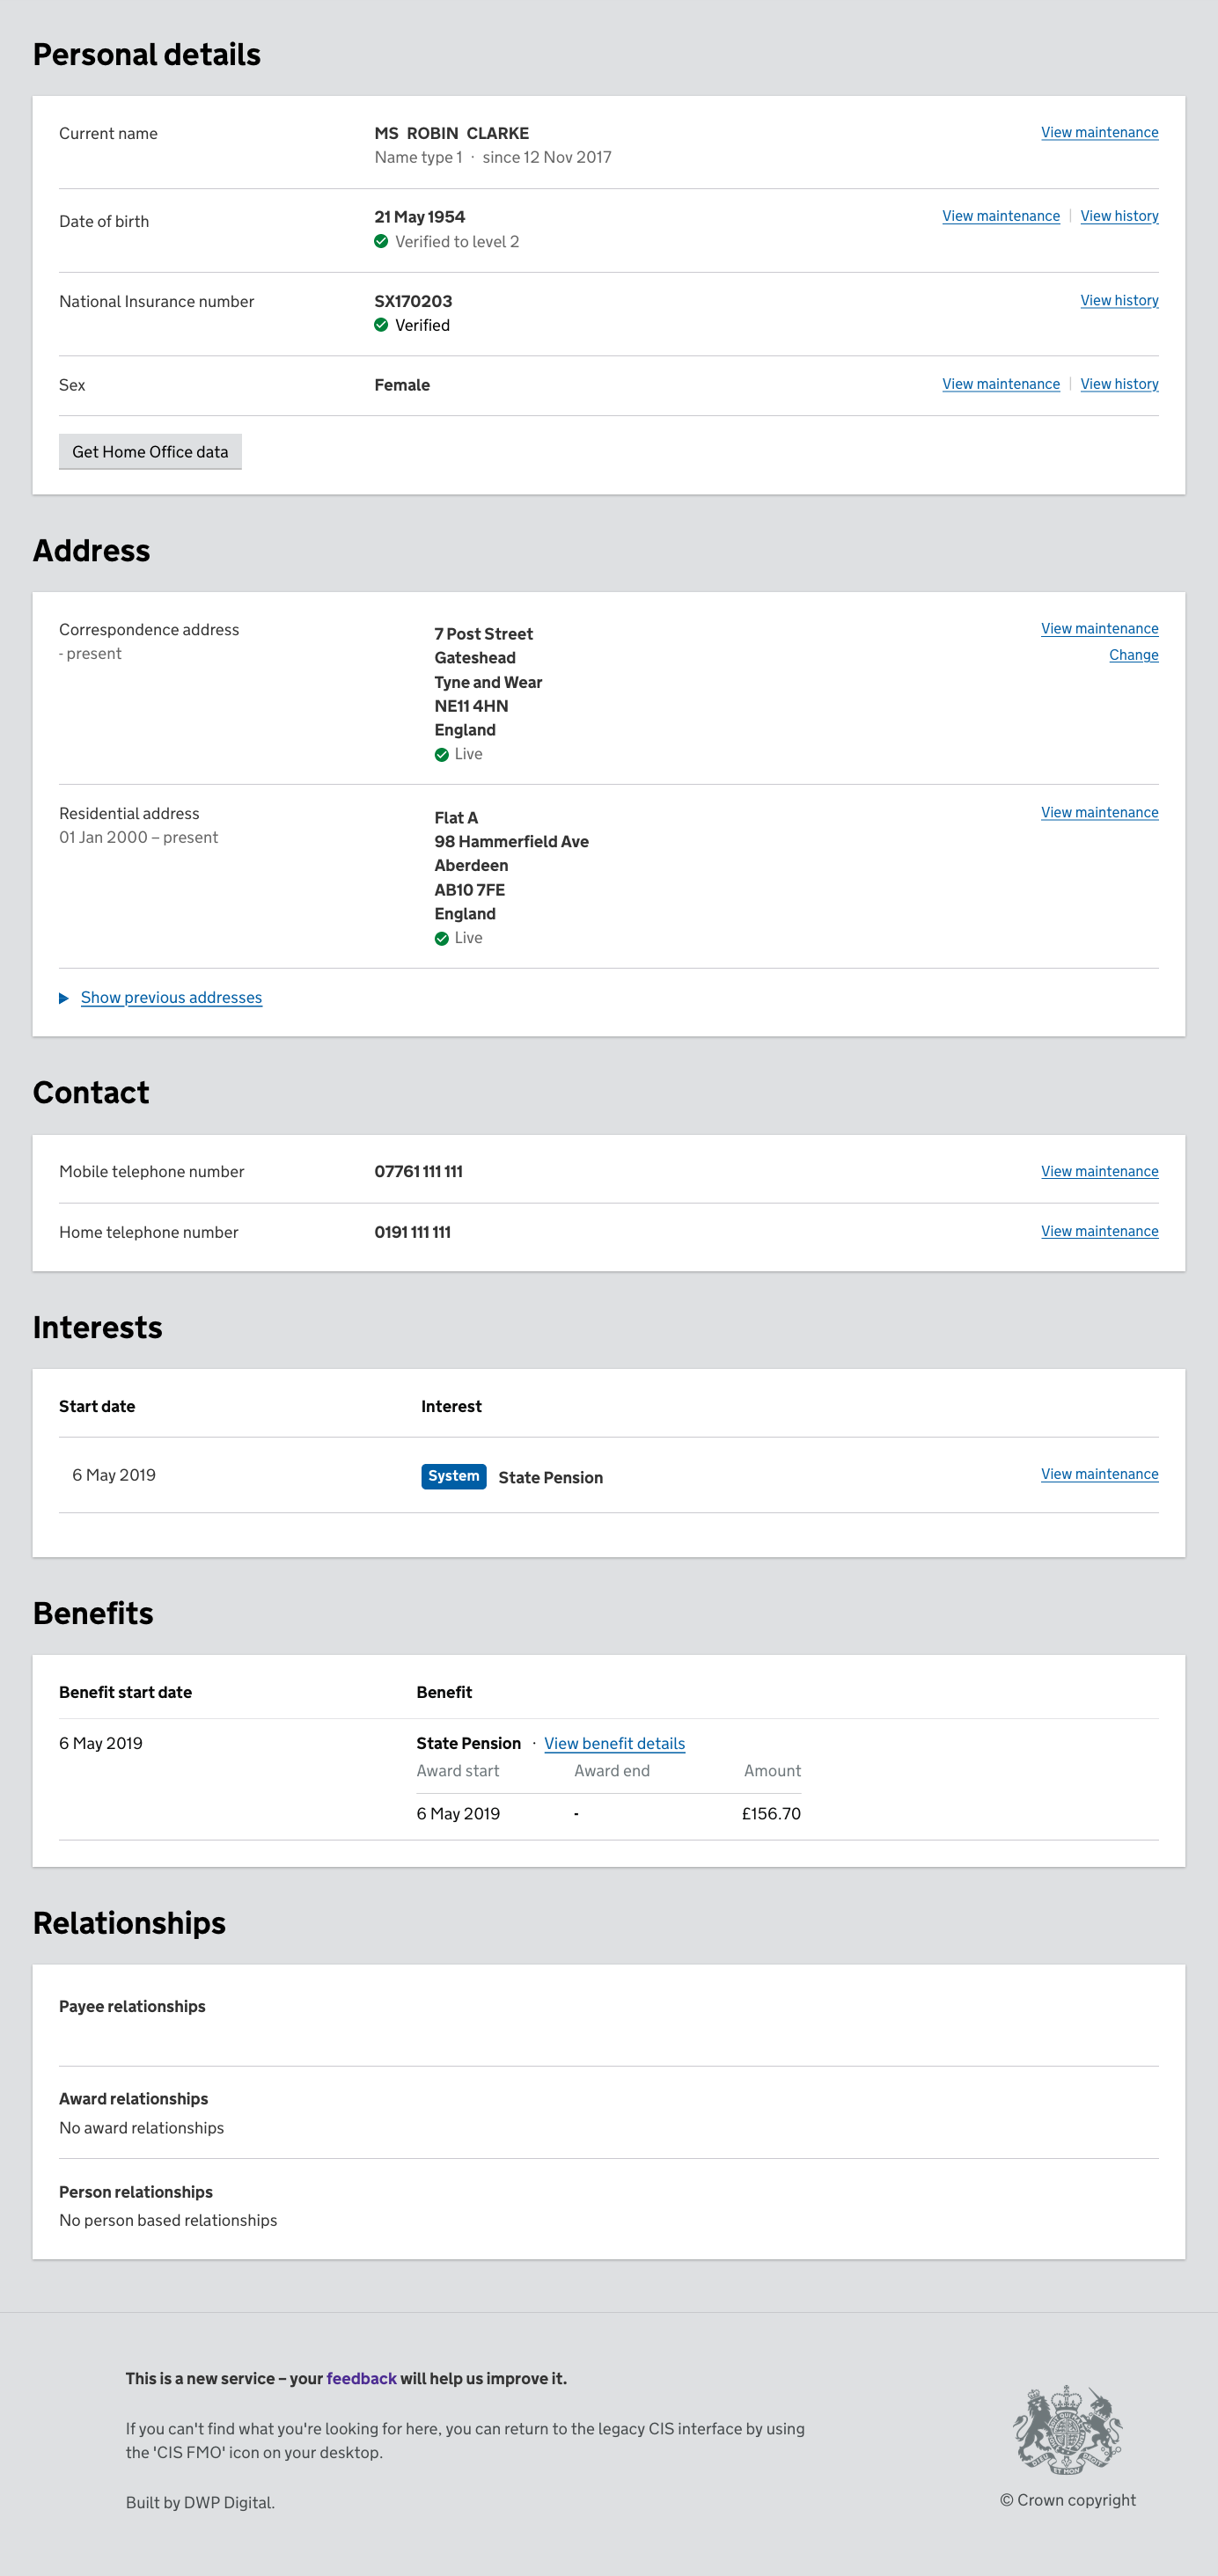 Personal details
Current name MS ROBIN CLARKE View maintenance
Name type 1 · since 12 Nov 2017
Date of birth 21 May 1954 View maintenance | View history
Verified to level 2
National Insurance number SX170203 View history
Verified
Sex Female View maintenance | View history
Get Home Office data
Address
Correspondence address 7 Post Street View maintenance
- present Gateshead Change
Tyne and Wear
NE11 4HN
England
Live
Residential address Flat A View maintenance
01 Jan 2000 – present 98 Hammerfield Ave
Aberdeen
AB10 7FE
England
Live
Show previous addresses
Contact
Mobile telephone number 07761 111 111 View maintenance
Home telephone number 0191 111 111 View maintenance
Interests
Start date Interest
6 May 2019 System State Pension View maintenance
Benefits
Benefit start date Benefit
6 May 2019 State Pension · View benefit details
Award start Award end Amount
6 May 2019 - £156.70
Relationships
Payee relationships
Award relationships
No award relationships
Person relationships
No person based relationships
This is a new service – your feedback will help us improve it.
If you can't find what you're looking for here, you can return to the legacy CIS interface by using
the 'CIS FMO' icon on your desktop.
Built by DWP Digital.
© Crown copyright